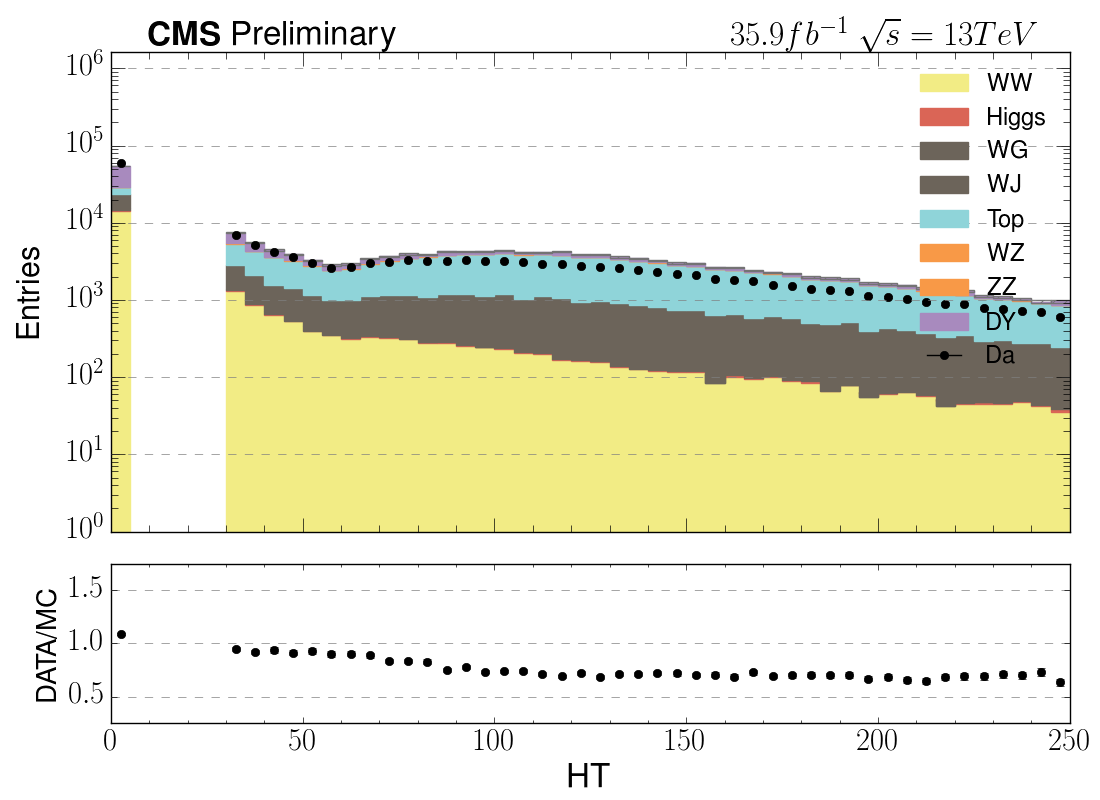 CMS Preliminary 35.9fb⁻¹ √s = 13TeV
10⁶
10⁵
10⁴
10³
10²
10¹
10⁰
Entries
WW
Higgs
WG
WJ
Top
WZ
ZZ
DY
Da
1.5
1.0
0.5
DATA/MC
0 50 100 150 200 250
HT